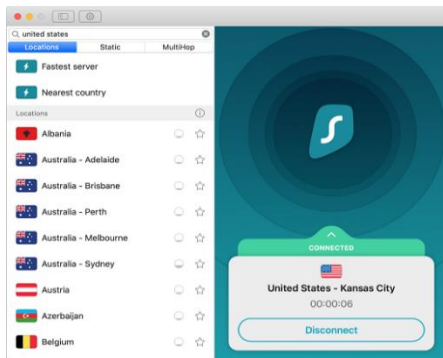 united states
Locations
Static
MultiHop
Fastest server
Nearest country
Locations
Albania
Australia - Adelaide
Australia - Brisbane
Australia - Perth
Australia - Melbourne
Australia - Sydney
Austria
Azerbaijan
Belgium
CONNECTED
United States - Kansas City
00:00:06
Disconnect